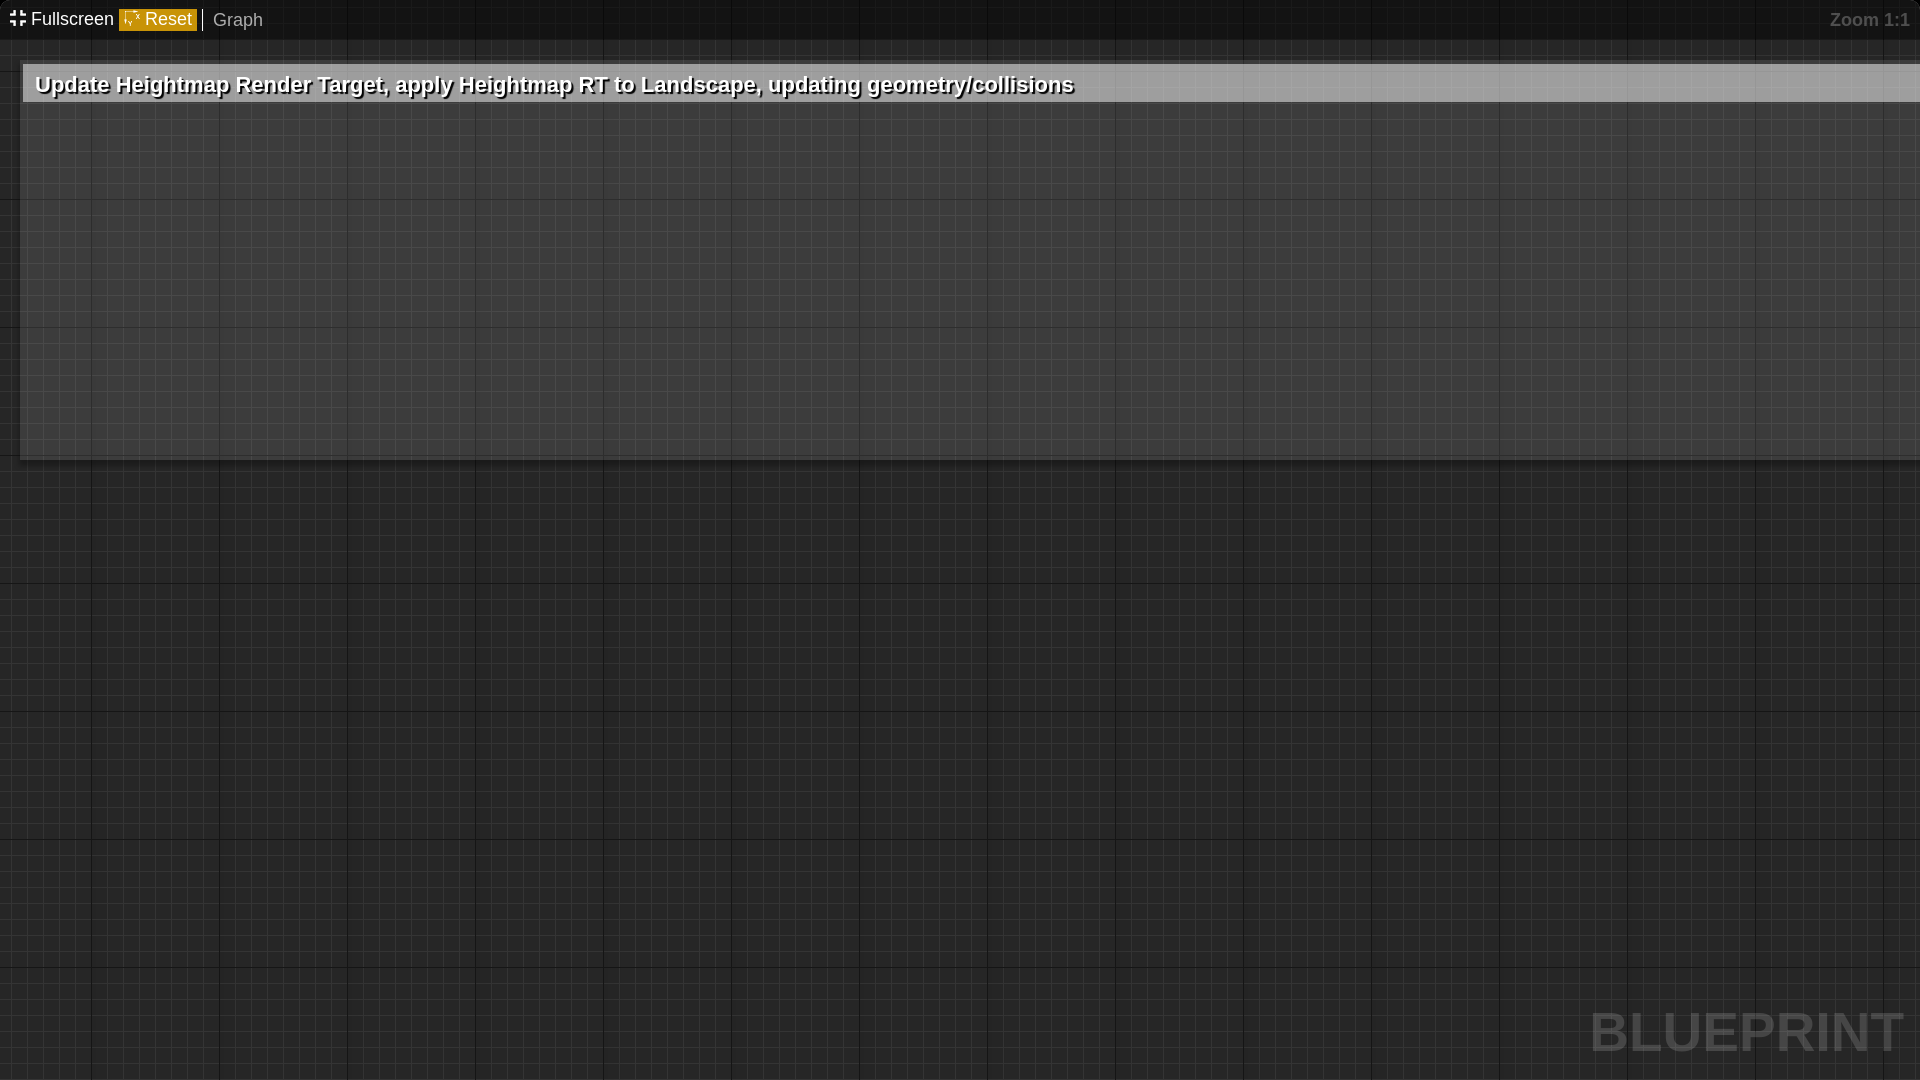 Fullscreen Reset Graph Zoom 1:1
Update Heightmap Render Target, apply Heightmap RT to Landscape, updating geometry/collisions
BLUEPRINT